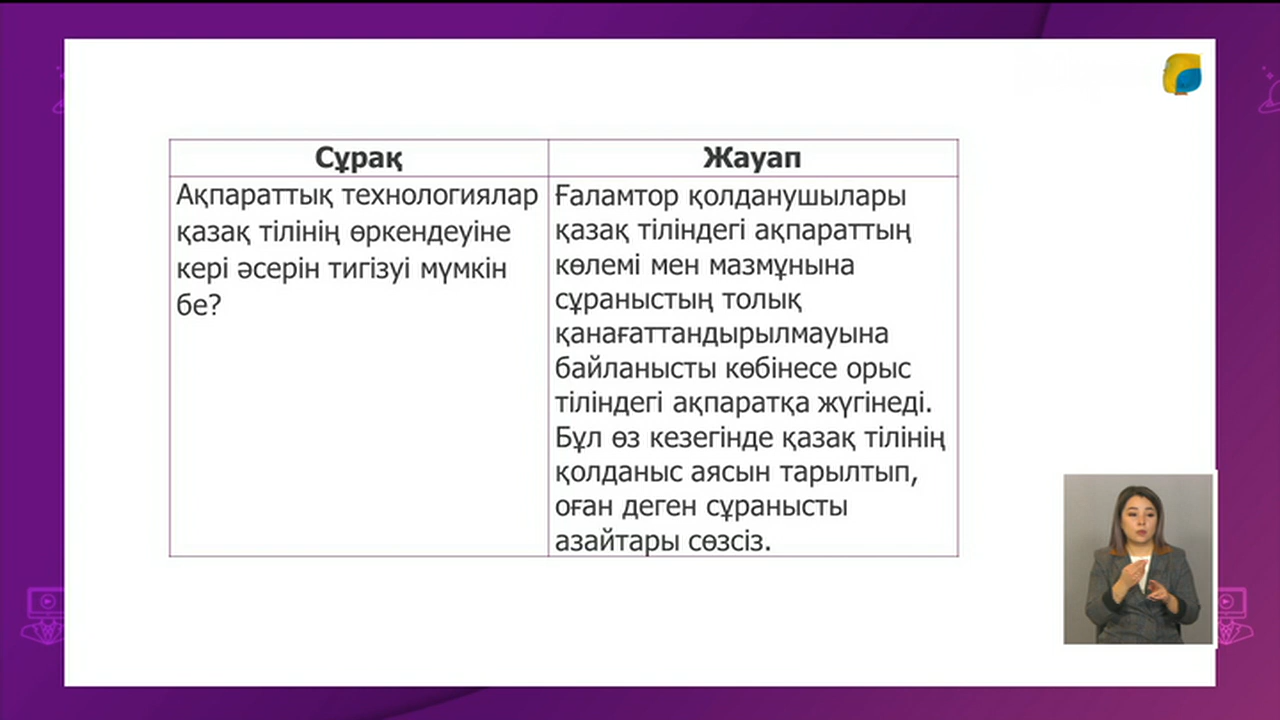 Сұрақ
Жауап
Ақпараттық технологиялар
қазақ тілінің өркендеуіне
кері әсерін тигізуі мүмкін
бе?
Ғаламтор қолданушылары
қазақ тіліндегі ақпараттың
көлемі мен мазмұнына
сұраныстың толық
қанағаттандырылмауына
байланысты көбінесе орыс
тіліндегі ақпаратқа жүгінеді.
Бұл өз кезегінде қазақ тілінің
қолданыс аясын тарылтып,
оған деген сұранысты
азайтары сөзсіз.